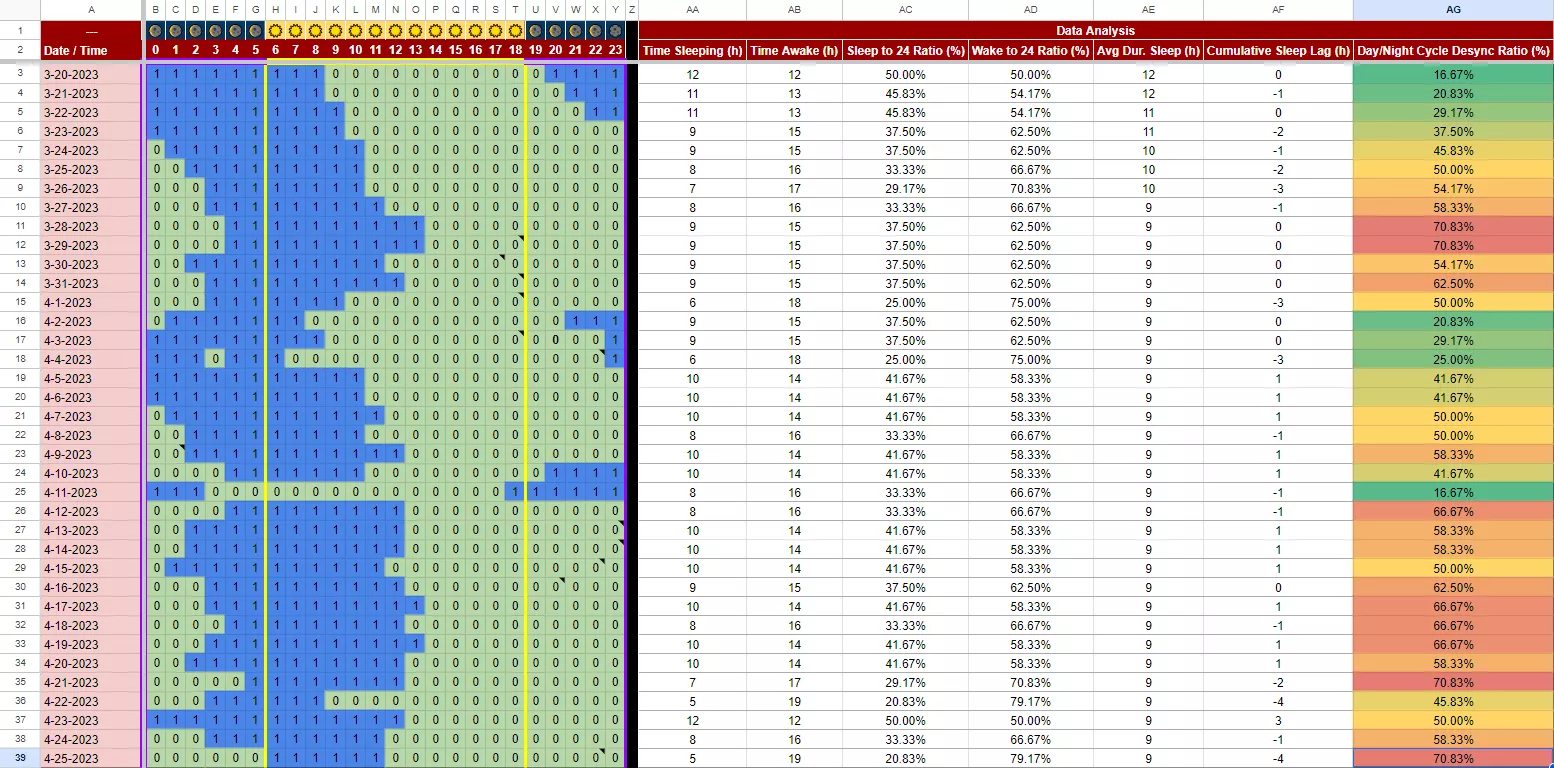 A B C D E F G H I J K L M N O P Q R S T U V W X Y Z AA AB AC AD AE AF AG
1 --- Data Analysis
2 Date / Time 0 1 2 3 4 5 6 7 8 9 10 11 12 13 14 15 16 17 18 19 20 21 22 23 Time Sleeping (h) Time Awake (h) Sleep to 24 Ratio (%) Wake to 24 Ratio (%) Avg Dur. Sleep (h) Cumulative Sleep Lag (h) Day/Night Cycle Desync Ratio (%)
3 3-20-2023 1 1 1 1 1 1 1 1 1 0 0 0 0 0 0 0 0 0 0 0 1 1 1 1 12 12 50.00% 50.00% 12 0 16.67%
4 3-21-2023 1 1 1 1 1 1 1 1 1 0 0 0 0 0 0 0 0 0 0 0 0 1 1 1 11 13 45.83% 54.17% 12 -1 20.83%
5 3-22-2023 1 1 1 1 1 1 1 1 1 1 0 0 0 0 0 0 0 0 0 0 0 0 1 1 11 13 45.83% 54.17% 11 0 29.17%
6 3-23-2023 1 1 1 1 1 1 1 1 1 1 0 0 0 0 0 0 0 0 0 0 0 0 0 0 9 15 37.50% 62.50% 11 -2 37.50%
7 3-24-2023 0 1 1 1 1 1 1 1 1 1 1 0 0 0 0 0 0 0 0 0 0 0 0 0 9 15 37.50% 62.50% 10 -1 45.83%
8 3-25-2023 0 0 1 1 1 1 1 1 1 1 1 0 0 0 0 0 0 0 0 0 0 0 0 0 8 16 33.33% 66.67% 10 -2 50.00%
9 3-26-2023 0 0 0 1 1 1 1 1 1 1 1 0 0 0 0 0 0 0 0 0 0 0 0 0 7 17 29.17% 70.83% 10 -3 54.17%
10 3-27-2023 0 0 0 1 1 1 1 1 1 1 1 1 0 0 0 0 0 0 0 0 0 0 0 0 8 16 33.33% 66.67% 9 -1 58.33%
11 3-28-2023 0 0 0 0 1 1 1 1 1 1 1 1 1 1 0 0 0 0 0 0 0 0 0 0 9 15 37.50% 62.50% 9 0 70.83%
12 3-29-2023 0 0 0 0 1 1 1 1 1 1 1 1 1 1 0 0 0 0 0 0 0 0 0 0 9 15 37.50% 62.50% 9 0 70.83%
13 3-30-2023 0 0 1 1 1 1 1 1 1 1 1 1 0 0 0 0 0 0 0 0 0 0 0 0 9 15 37.50% 62.50% 9 0 54.17%
14 3-31-2023 0 0 0 1 1 1 1 1 1 1 1 1 1 0 0 0 0 0 0 0 0 0 0 0 9 15 37.50% 62.50% 9 0 62.50%
15 4-1-2023 0 0 0 1 1 1 1 1 1 1 0 0 0 0 0 0 0 0 0 0 0 0 0 0 6 18 25.00% 75.00% 9 -3 50.00%
16 4-2-2023 0 1 1 1 1 1 1 1 0 0 0 0 0 0 0 0 0 0 0 0 0 1 1 1 9 15 37.50% 62.50% 9 0 20.83%
17 4-3-2023 1 1 1 1 1 1 1 1 1 0 0 0 0 0 0 0 0 0 0 0 0 0 0 1 9 15 37.50% 62.50% 9 0 29.17%
18 4-4-2023 1 1 1 0 1 1 1 0 0 0 0 0 0 0 0 0 0 0 0 0 0 0 0 1 6 18 25.00% 75.00% 9 -3 25.00%
19 4-5-2023 1 1 1 1 1 1 1 1 1 1 1 0 0 0 0 0 0 0 0 0 0 0 0 0 10 14 41.67% 58.33% 9 1 41.67%
20 4-6-2023 1 1 1 1 1 1 1 1 1 1 1 0 0 0 0 0 0 0 0 0 0 0 0 0 10 14 41.67% 58.33% 9 1 41.67%
21 4-7-2023 0 1 1 1 1 1 1 1 1 1 1 1 0 0 0 0 0 0 0 0 0 0 0 0 10 14 41.67% 58.33% 9 1 50.00%
22 4-8-2023 0 0 1 1 1 1 1 1 1 1 1 0 0 0 0 0 0 0 0 0 0 0 0 0 8 16 33.33% 66.67% 9 -1 50.00%
23 4-9-2023 0 0 1 1 1 1 1 1 1 1 1 1 1 0 0 0 0 0 0 0 0 0 0 0 10 14 41.67% 58.33% 9 1 58.33%
24 4-10-2023 0 0 0 0 1 1 1 1 1 1 1 0 0 0 0 0 0 0 0 0 1 1 1 1 10 14 41.67% 58.33% 9 1 41.67%
25 4-11-2023 1 1 1 0 0 0 0 0 0 0 0 0 0 0 0 0 0 0 1 1 1 1 1 1 8 16 33.33% 66.67% 9 -1 16.67%
26 4-12-2023 0 0 0 0 1 1 1 1 1 1 1 1 1 0 0 0 0 0 0 0 0 0 0 0 8 16 33.33% 66.67% 9 -1 66.67%
27 4-13-2023 0 0 1 1 1 1 1 1 1 1 1 1 1 0 0 0 0 0 0 0 0 0 0 0 10 14 41.67% 58.33% 9 1 58.33%
28 4-14-2023 0 0 1 1 1 1 1 1 1 1 1 1 1 0 0 0 0 0 0 0 0 0 0 0 10 14 41.67% 58.33% 9 1 58.33%
29 4-15-2023 0 1 1 1 1 1 1 1 1 1 1 1 0 0 0 0 0 0 0 0 0 0 0 0 10 14 41.67% 58.33% 9 1 50.00%
30 4-16-2023 0 0 0 1 1 1 1 1 1 1 1 1 1 0 0 0 0 0 0 0 0 0 0 0 9 15 37.50% 62.50% 9 0 62.50%
31 4-17-2023 0 0 0 1 1 1 1 1 1 1 1 1 1 1 0 0 0 0 0 0 0 0 0 0 10 14 41.67% 58.33% 9 1 66.67%
32 4-18-2023 0 0 0 1 1 1 1 1 1 1 1 1 1 0 0 0 0 0 0 0 0 0 0 0 8 16 33.33% 66.67% 9 -1 66.67%
33 4-19-2023 0 0 0 1 1 1 1 1 1 1 1 1 1 1 0 0 0 0 0 0 0 0 0 0 10 14 41.67% 58.33% 9 1 66.67%
34 4-20-2023 0 0 1 1 1 1 1 1 1 1 1 1 1 0 0 0 0 0 0 0 0 0 0 0 10 14 41.67% 58.33% 9 1 58.33%
35 4-21-2023 0 0 0 0 0 1 1 1 1 1 1 1 1 0 0 0 0 0 0 0 0 0 0 0 7 17 29.17% 70.83% 9 -2 70.83%
36 4-22-2023 0 0 0 1 1 1 1 1 1 0 0 0 0 0 0 0 0 0 0 0 0 0 0 0 5 19 20.83% 79.17% 9 -4 45.83%
37 4-23-2023 1 1 1 1 1 1 1 1 1 1 1 1 1 0 0 0 0 0 0 0 0 0 0 0 12 12 50.00% 50.00% 9 3 50.00%
38 4-24-2023 0 0 0 1 1 1 1 1 1 1 1 1 0 0 0 0 0 0 0 0 0 0 0 0 8 16 33.33% 66.67% 9 -1 58.33%
39 4-25-2023 0 0 0 0 0 0 1 1 1 1 1 1 0 0 0 0 0 0 0 0 0 0 0 0 5 19 20.83% 79.17% 9 -4 70.83%